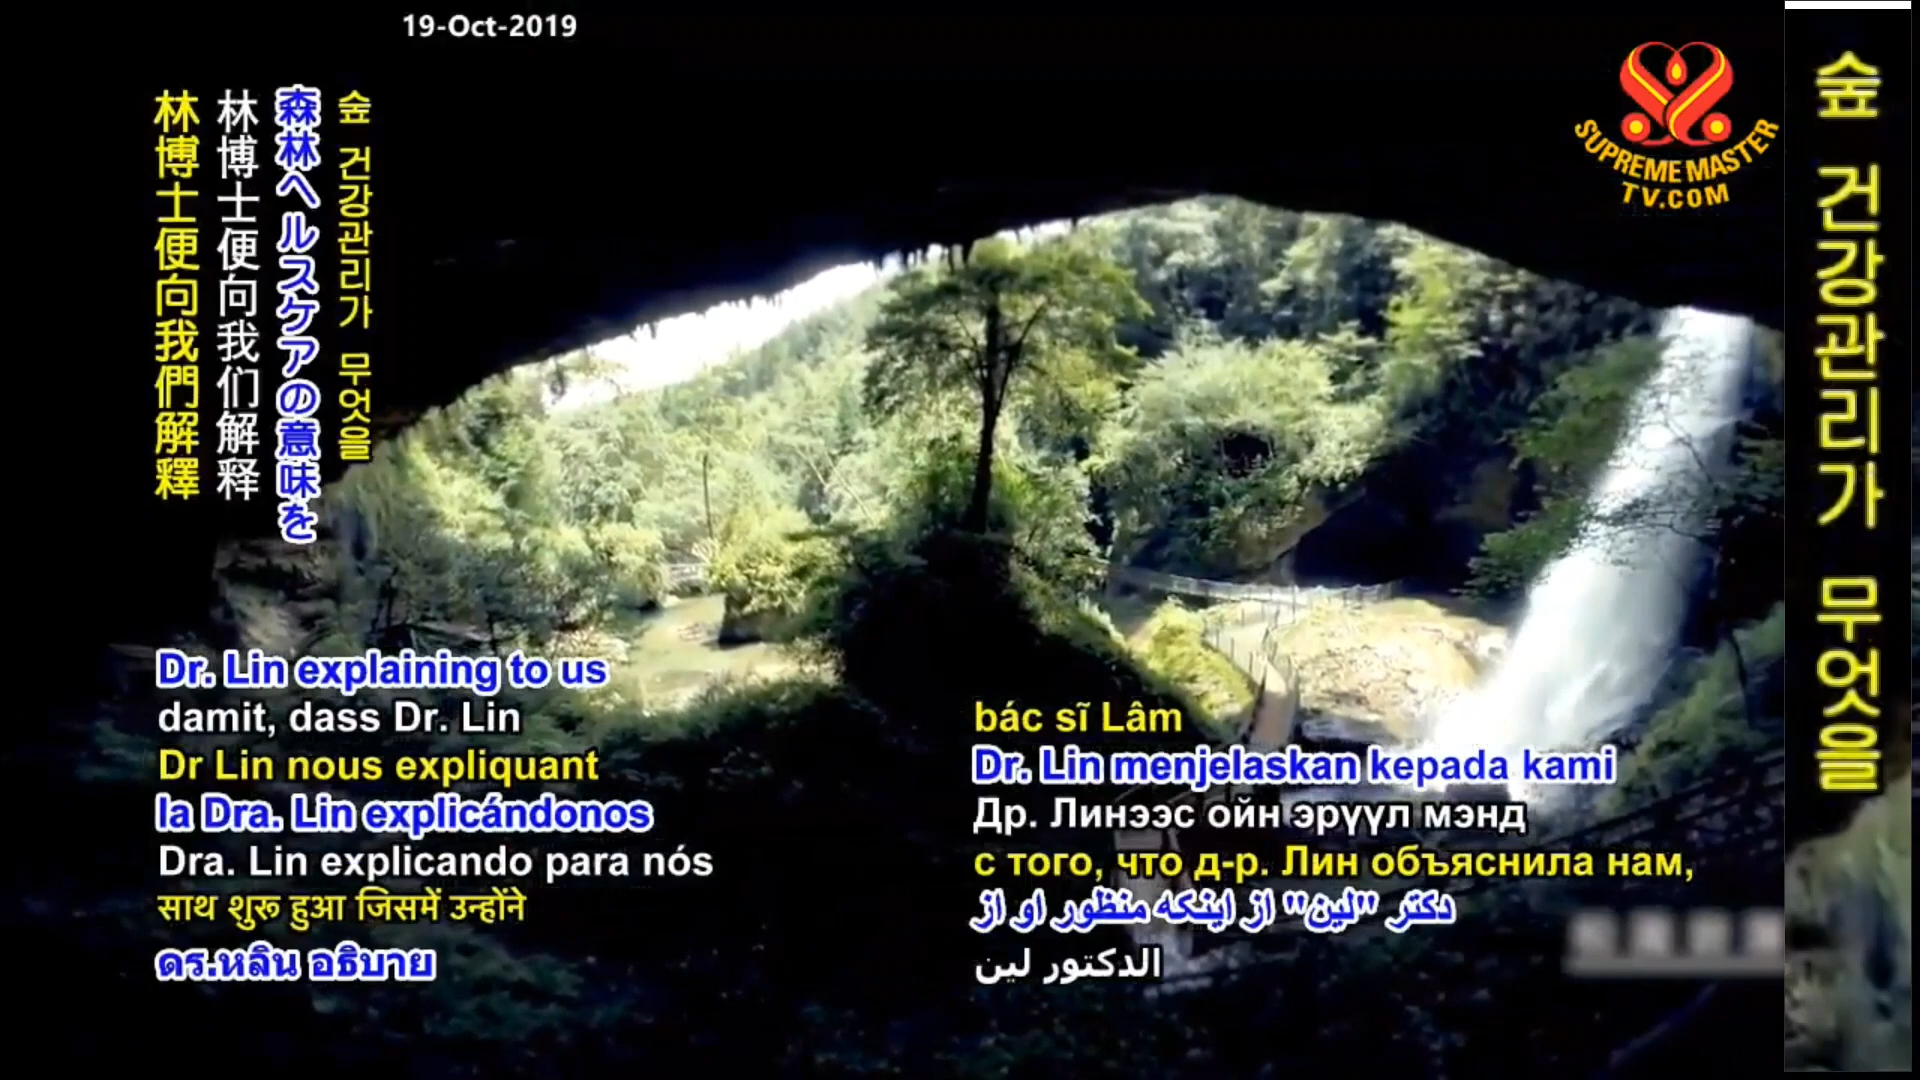 19-Oct-2019
SUPREME MASTER
TV.COM
숲 건강관리가 무엇을
森林ヘルスケアの意味を
林博士便向我们解释
林博士便向我們解釋
숲 건강관리가 무엇을
Dr. Lin explaining to us
damit, dass Dr. Lin
Dr Lin nous expliquant
la Dra. Lin explicándonos
Dra. Lin explicando para nós
साथ शुरू हुआ जिसमें उन्होंने
ดร.หลิน อธิบาย
bác sĩ Lâm
Dr. Lin menjelaskan kepada kami
Др. Линээс ойн эрүүл мэнд
с того, что д-р. Лин объяснила нам,
دکتر "لین" از اینکه منظور او از
الدكتور لين